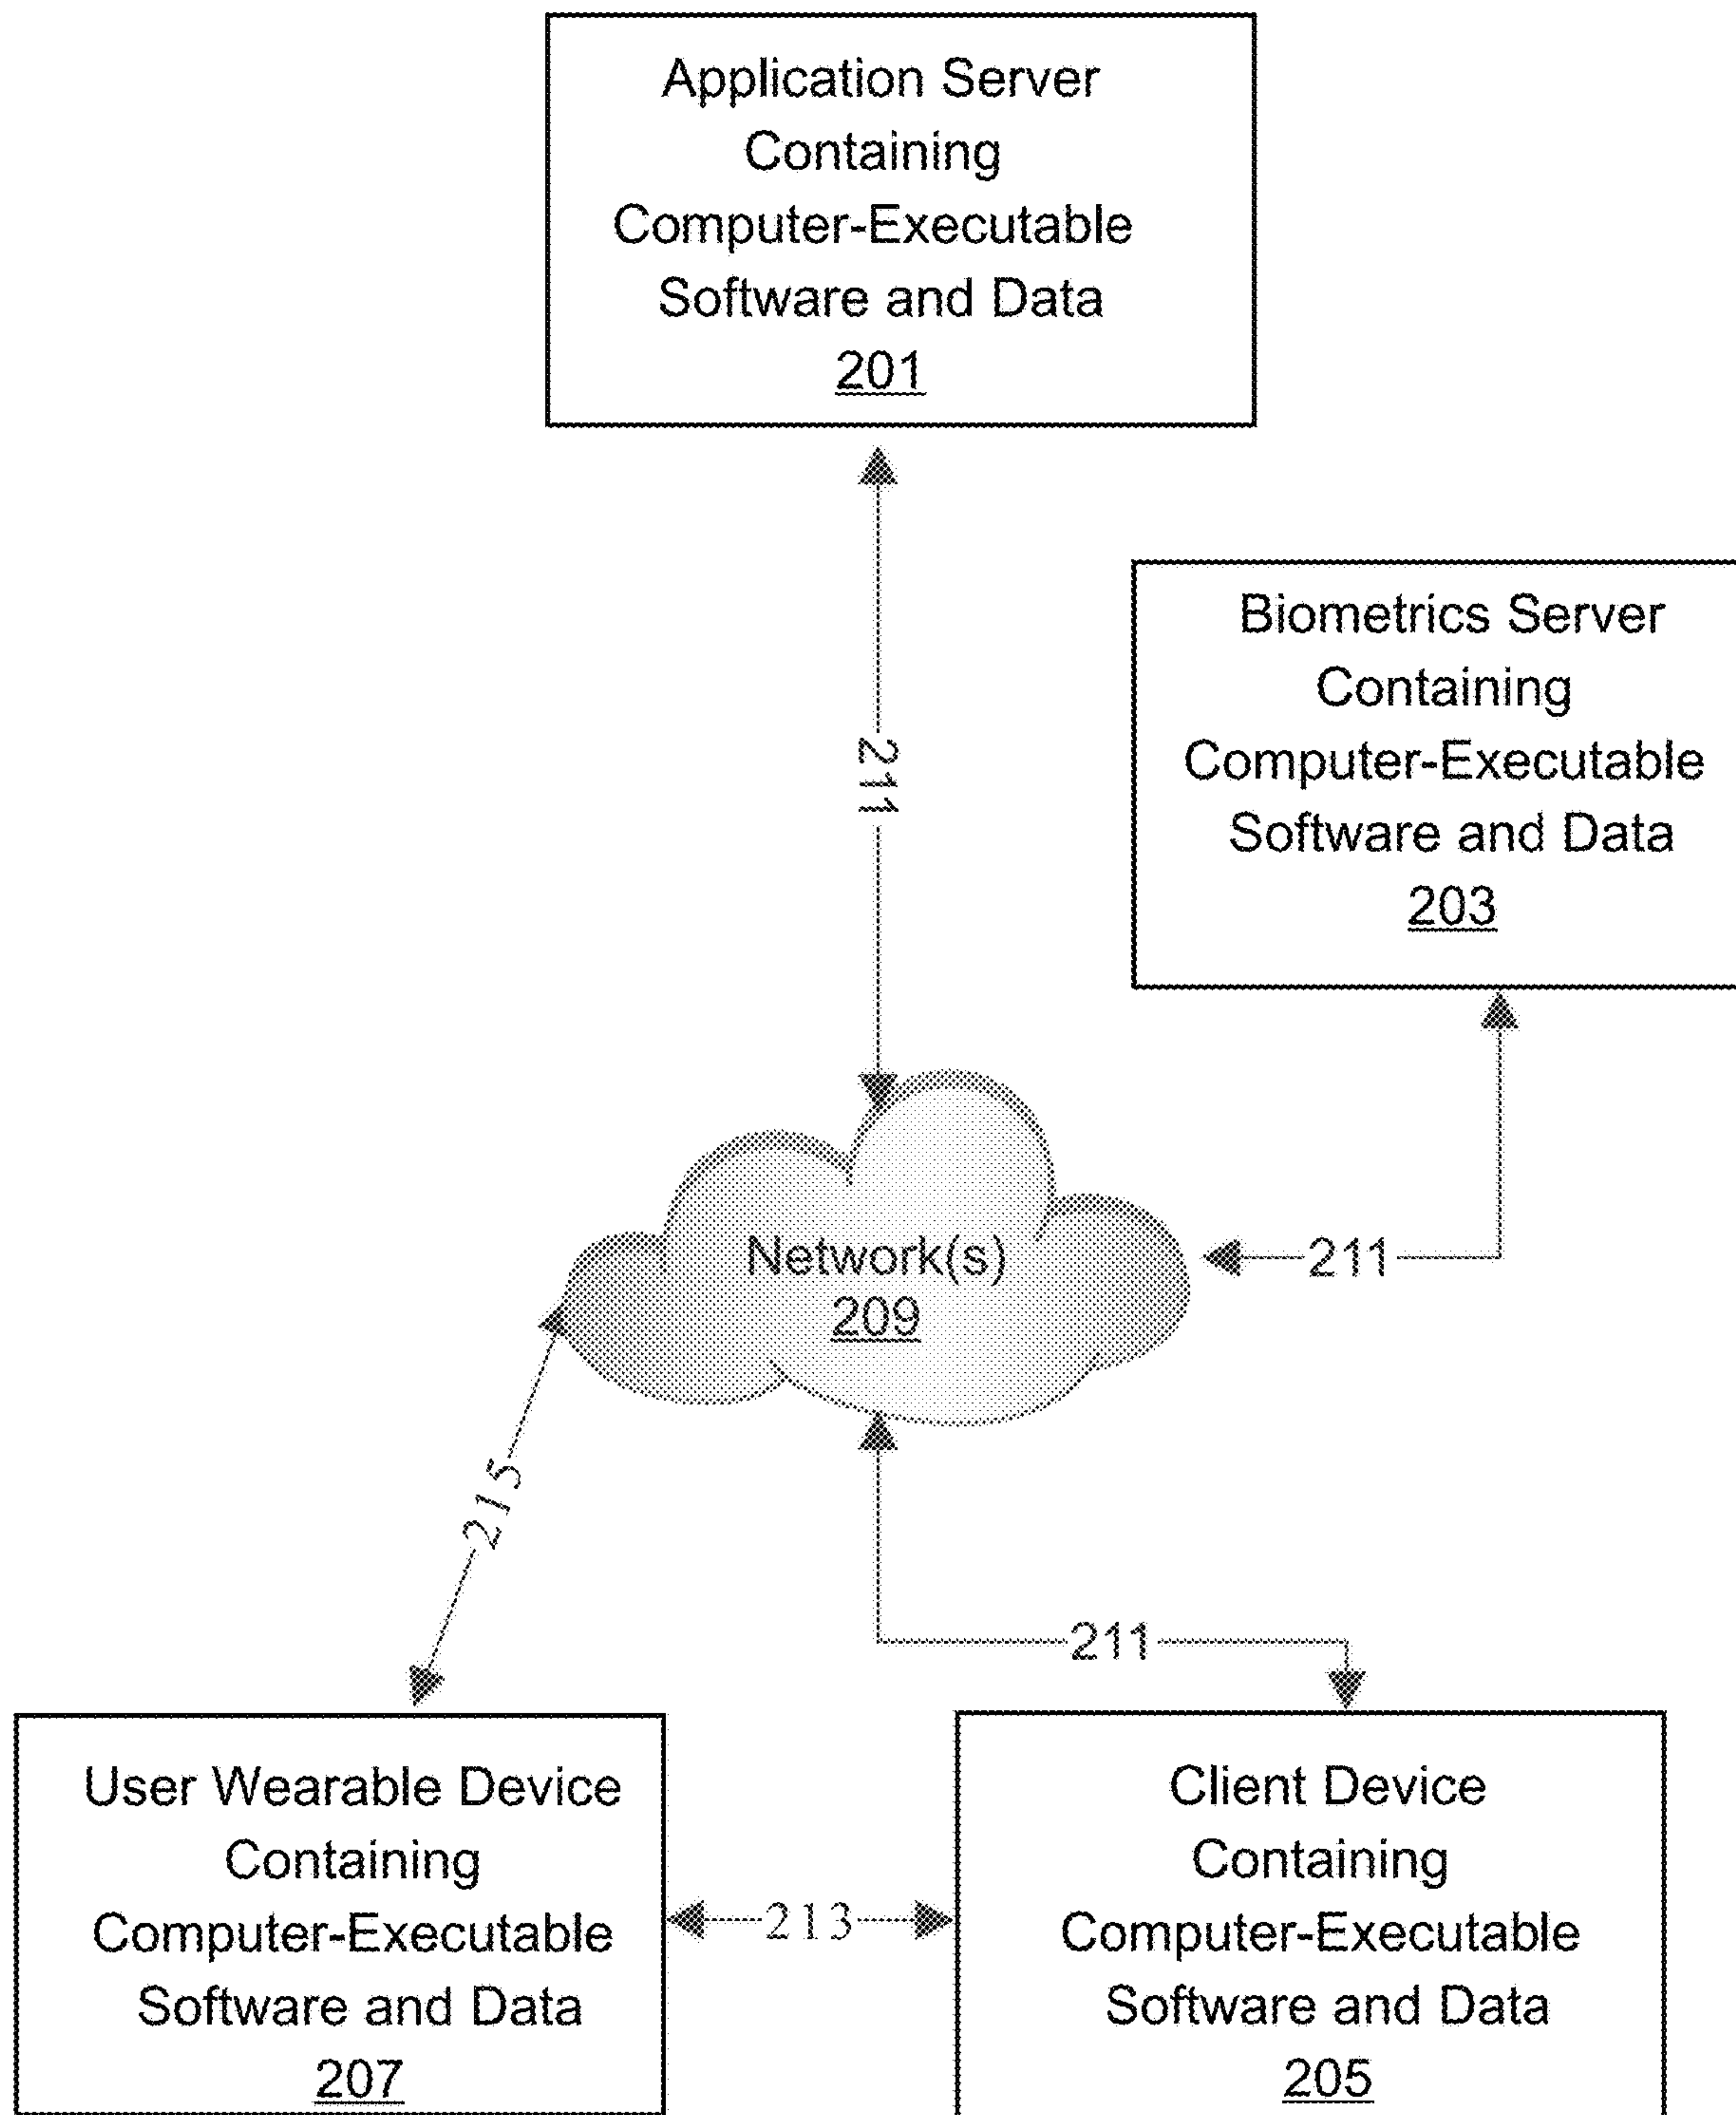 Application Server
Containing
Computer-Executable
Software and Data
201
211
Biometrics Server
Containing
Computer-Executable
Software and Data
203
Network(s)
209
211
215
211
User Wearable Device
Containing
Computer-Executable
Software and Data
207
213
Client Device
Containing
Computer-Executable
Software and Data
205